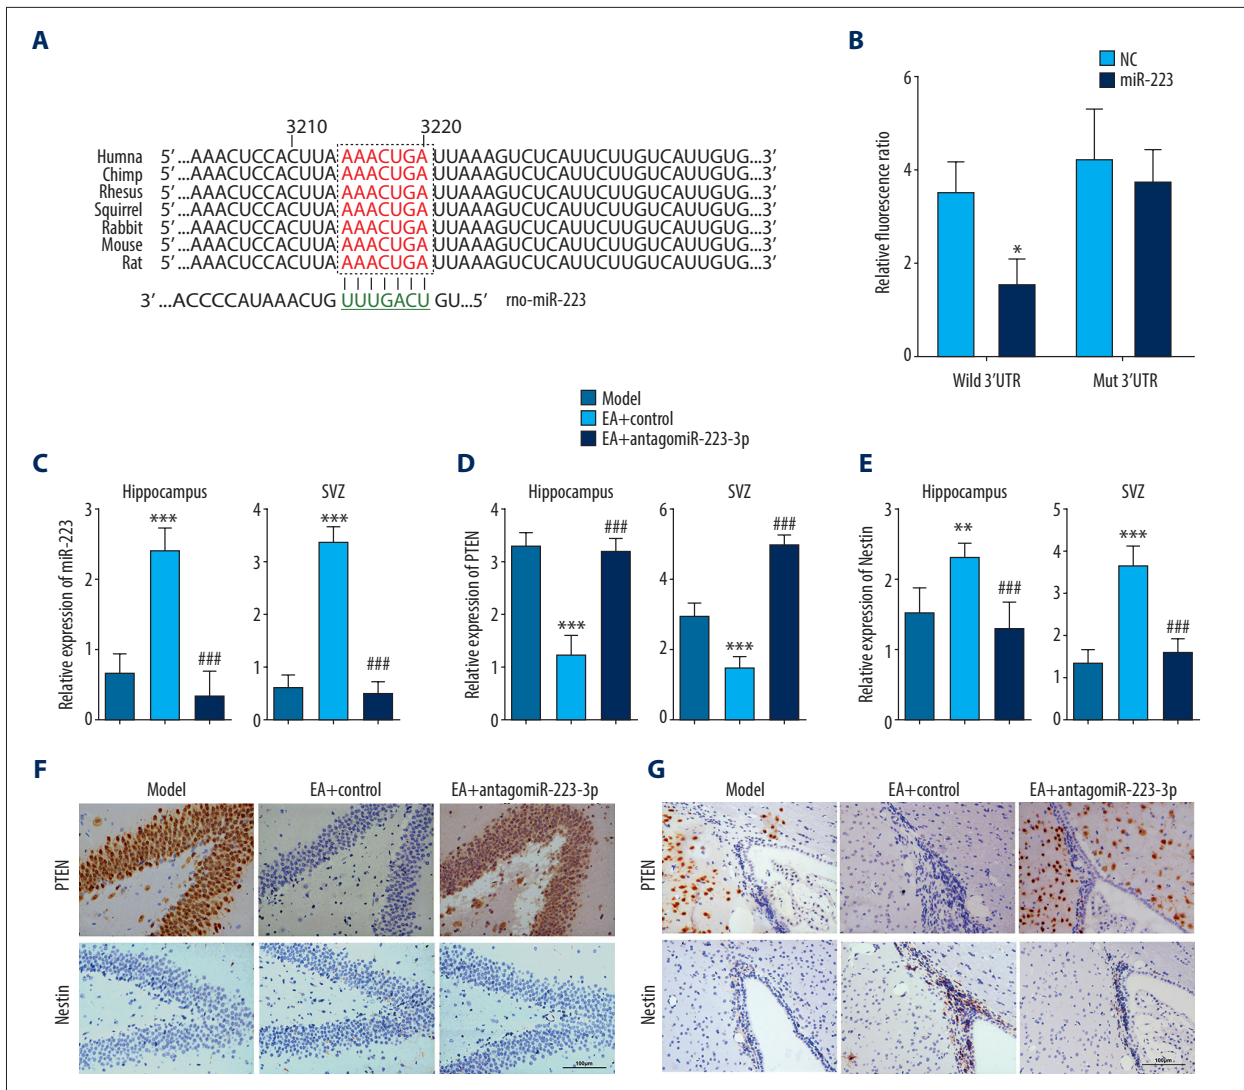 A
3210 3220
Humna 5′ ...AAACUCCACUUA AAACUGA UUAAAGUCUCAUUCUUGUCAUUGUG...3′
Chimp 5′ ...AAACUCCACUUA AAACUGA UUAAAGUCUCAUUCUUGUCAUUGUG...3′
Rhesus 5′ ...AAACUCCACUUA AAACUGA UUAAAGUCUCAUUCUUGUCAUUGUG...3′
Squirrel 5′ ...AAACUCCACUUA AAACUGA UUAAAGUCUCAUUCUUGUCAUUGUG...3′
Rabbit 5′ ...AAACUCCACUUA AAACUGA UUAAAGUCUCAUUCUUGUCAUUGUG...3′
Mouse 5′ ...AAACUCCACUUA AAACUGA UUAAAGUCUCAUUCUUGUCAUUGUG...3′
Rat 5′ ...AAACUCCACUUA AAACUGA UUAAAGUCUCAUUCUUGUCAUUGUG...3′
3′ ...ACCCCAUAAACUG UUUGACU GU...5′ rno-miR-223
B
NC
miR-223
Relative fluorescence ratio
6
4
2
0
*
Wild 3′UTR Mut 3′UTR
Model
EA+control
EA+antagomiR-223-3p
C
Relative expression of miR-223
Hippocampus
3
2
1
0
***
###
SVZ
4
3
2
1
0
***
###
D
Relative expression of PTEN
Hippocampus
4
3
2
1
0
***
###
SVZ
6
4
2
0
***
###
E
Relative expression of Nestin
Hippocampus
3
2
1
0
**
###
SVZ
5
4
3
2
1
0
***
###
F
Model EA+control EA+antagomiR-223-3p
PTEN
Nestin
100μm
G
Model EA+control EA+antagomiR-223-3p
PTEN
Nestin
100μm